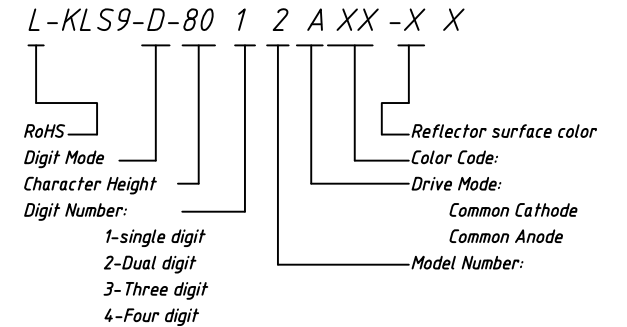 L-KLS9-D-80 1 2 A XX -X X
RoHS
Digit Mode
Character Height
Digit Number:
1-single digit
2-Dual digit
3-Three digit
4-Four digit
Reflector surface color
Color Code:
Drive Mode:
Common Cathode
Common Anode
Model Number: